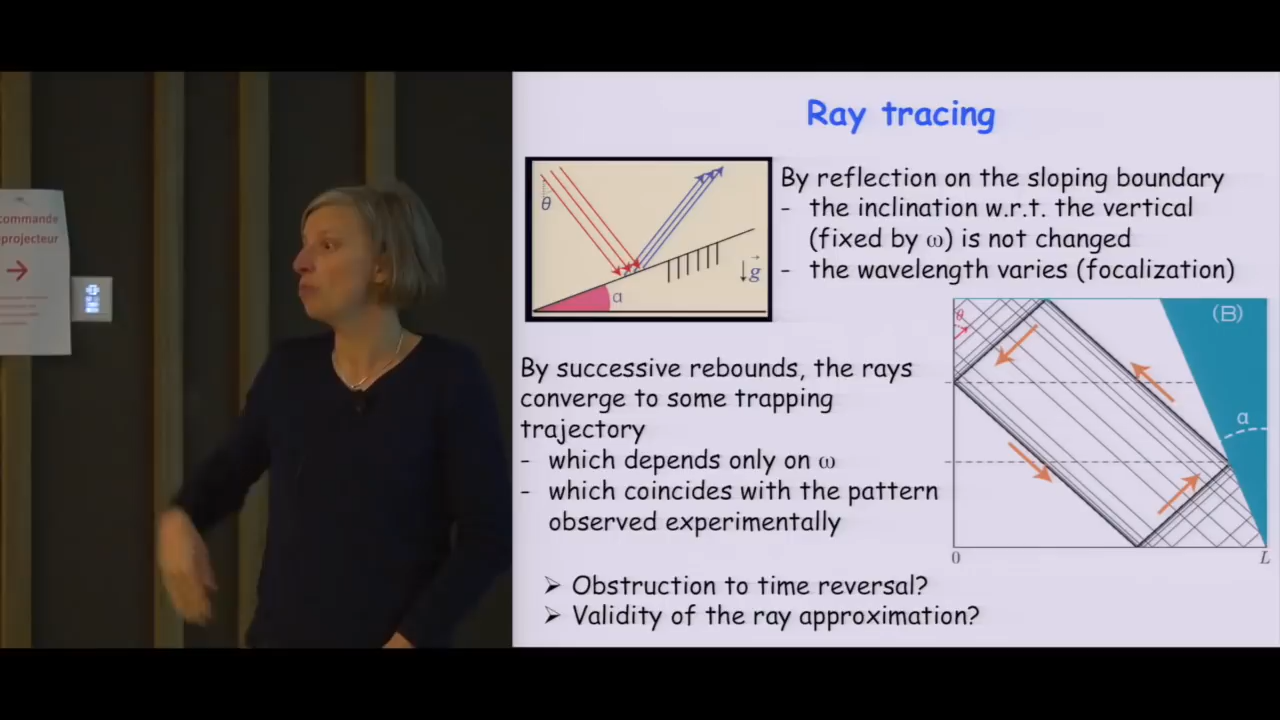 commande
projecteur
Ray tracing
θ
α
g
By reflection on the sloping boundary
- the inclination w.r.t. the vertical
(fixed by ω) is not changed
- the wavelength varies (focalization)
(B)
θ
α
0
L
By successive rebounds, the rays
converge to some trapping
trajectory
- which depends only on ω
- which coincides with the pattern
observed experimentally
➢ Obstruction to time reversal?
➢ Validity of the ray approximation?